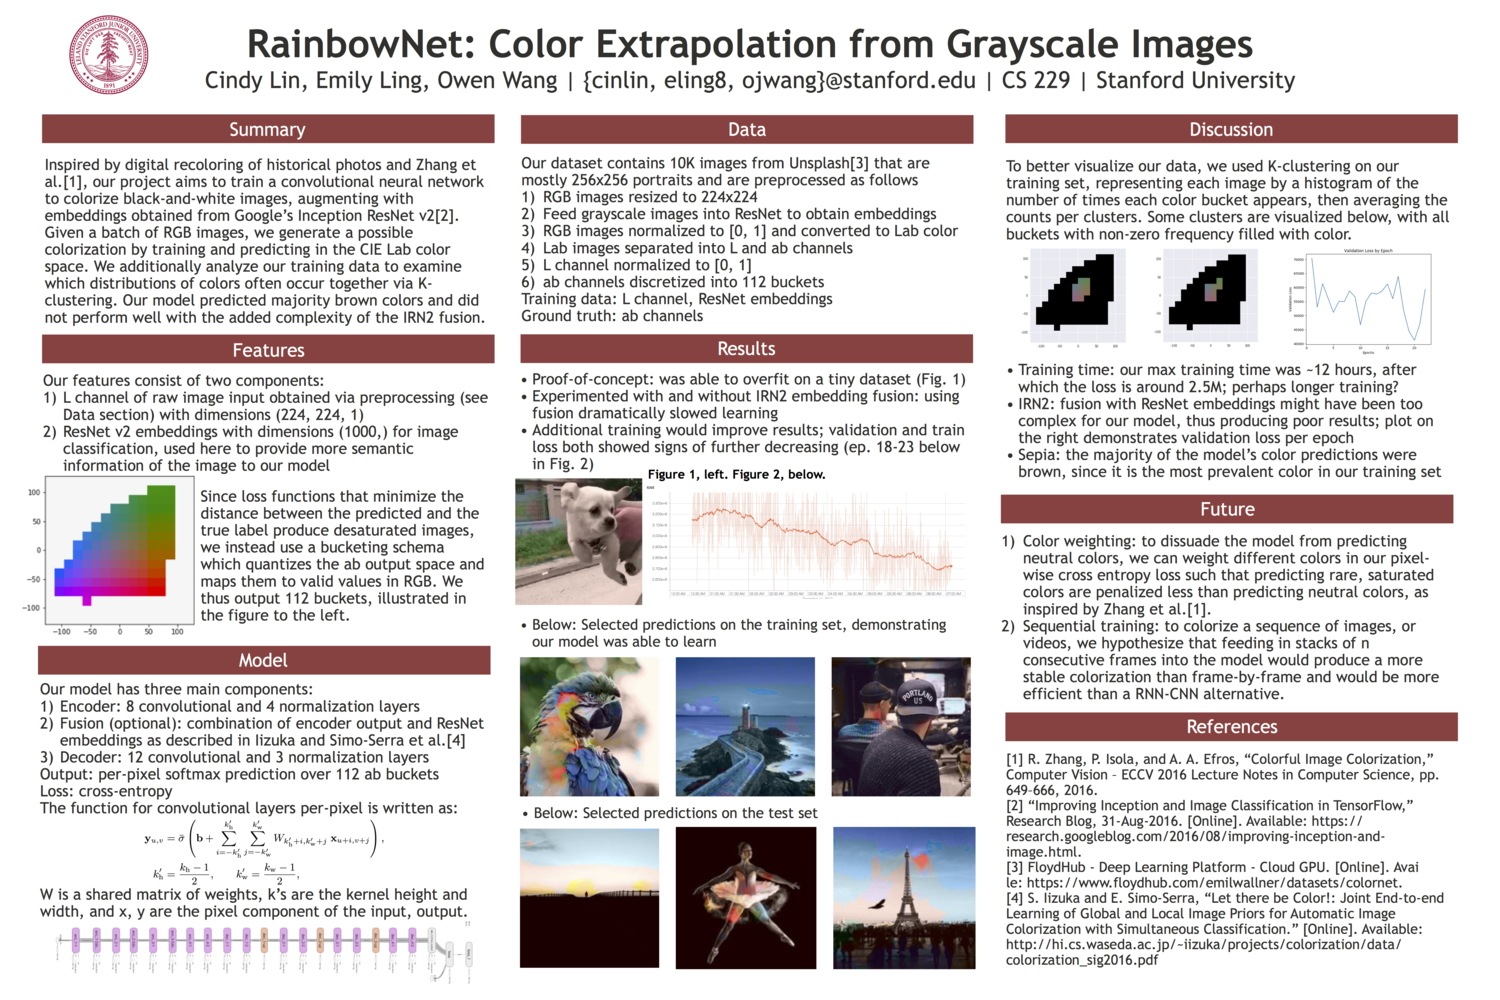 RainbowNet: Color Extrapolation from Grayscale Images
Cindy Lin, Emily Ling, Owen Wang | {cinlin, eling8, ojwang}@stanford.edu | CS 229 | Stanford University
Summary
Inspired by digital recoloring of historical photos and Zhang et
al.[1], our project aims to train a convolutional neural network
to colorize black-and-white images, augmenting with
embeddings obtained from Google's Inception ResNet v2[2].
Given a batch of RGB images, we generate a possible
colorization by training and predicting in the CIE Lab color
space. We additionally analyze our training data to examine
which distributions of colors often occur together via K-
clustering. Our model predicted majority brown colors and did
not perform well with the added complexity of the IRN2 fusion.
Features
Our features consist of two components:
1) L channel of raw image input obtained via preprocessing (see
Data section) with dimensions (224, 224, 1)
2) ResNet v2 embeddings with dimensions (1000,) for image
classification, used here to provide more semantic
information of the image to our model
100
50
0
−50
−100
−100 −50 0 50 100
Since loss functions that minimize the
distance between the predicted and the
true label produce desaturated images,
we instead use a bucketing schema
which quantizes the ab output space and
maps them to valid values in RGB. We
thus output 112 buckets, illustrated in
the figure to the left.
Model
Our model has three main components:
1) Encoder: 8 convolutional and 4 normalization layers
2) Fusion (optional): combination of encoder output and ResNet
embeddings as described in Iizuka and Simo-Serra et al.[4]
3) Decoder: 12 convolutional and 3 normalization layers
Output: per-pixel softmax prediction over 112 ab buckets
Loss: cross-entropy
The function for convolutional layers per-pixel is written as:
W is a shared matrix of weights, k's are the kernel height and
width, and x, y are the pixel component of the input, output.
Data
Our dataset contains 10K images from Unsplash[3] that are
mostly 256x256 portraits and are preprocessed as follows
1) RGB images resized to 224x224
2) Feed grayscale images into ResNet to obtain embeddings
3) RGB images normalized to [0, 1] and converted to Lab color
4) Lab images separated into L and ab channels
5) L channel normalized to [0, 1]
6) ab channels discretized into 112 buckets
Training data: L channel, ResNet embeddings
Ground truth: ab channels
Results
• Proof-of-concept: was able to overfit on a tiny dataset (Fig. 1)
• Experimented with and without IRN2 embedding fusion: using
fusion dramatically slowed learning
• Additional training would improve results; validation and train
loss both showed signs of further decreasing (ep. 18-23 below
in Fig. 2)
Figure 1, left. Figure 2, below.
• Below: Selected predictions on the training set, demonstrating
our model was able to learn
PORTLAND
US
• Below: Selected predictions on the test set
Discussion
To better visualize our data, we used K-clustering on our
training set, representing each image by a histogram of the
number of times each color bucket appears, then averaging the
counts per clusters. Some clusters are visualized below, with all
buckets with non-zero frequency filled with color.
Validation Loss by Epoch
Validation Loss
Epochs
• Training time: our max training time was ~12 hours, after
which the loss is around 2.5M; perhaps longer training?
• IRN2: fusion with ResNet embeddings might have been too
complex for our model, thus producing poor results; plot on
the right demonstrates validation loss per epoch
• Sepia: the majority of the model's color predictions were
brown, since it is the most prevalent color in our training set
Future
1) Color weighting: to dissuade the model from predicting
neutral colors, we can weight different colors in our pixel-
wise cross entropy loss such that predicting rare, saturated
colors are penalized less than predicting neutral colors, as
inspired by Zhang et al.[1].
2) Sequential training: to colorize a sequence of images, or
videos, we hypothesize that feeding in stacks of n
consecutive frames into the model would produce a more
stable colorization than frame-by-frame and would be more
efficient than a RNN-CNN alternative.
References
[1] R. Zhang, P. Isola, and A. A. Efros, “Colorful Image Colorization,”
Computer Vision – ECCV 2016 Lecture Notes in Computer Science, pp.
649–666, 2016.
[2] “Improving Inception and Image Classification in TensorFlow,”
Research Blog, 31-Aug-2016. [Online]. Available: https://
research.googleblog.com/2016/08/improving-inception-and-
image.html.
[3] FloydHub - Deep Learning Platform - Cloud GPU. [Online]. Avai
le: https://www.floydhub.com/emilwallner/datasets/colornet.
[4] S. Iizuka and E. Simo-Serra, “Let there be Color!: Joint End-to-end
Learning of Global and Local Image Priors for Automatic Image
Colorization with Simultaneous Classification.” [Online]. Available:
http://hi.cs.waseda.ac.jp/~iizuka/projects/colorization/data/
colorization_sig2016.pdf